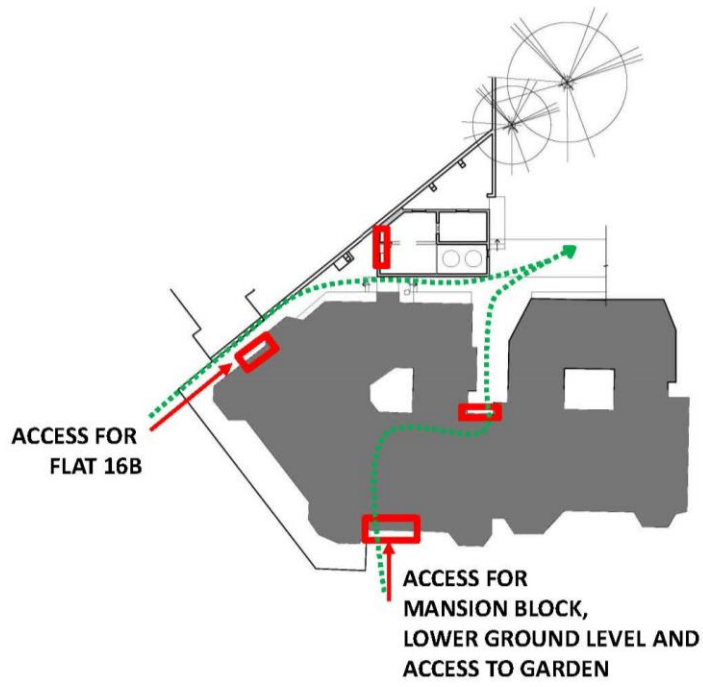 ACCESS FOR
FLAT 16B
ACCESS FOR
MANSION BLOCK,
LOWER GROUND LEVEL AND
ACCESS TO GARDEN